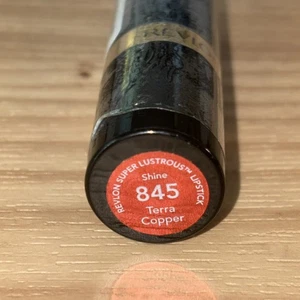 REVLON SUPER LUSTROUS™ LIPSTICK
Shine
845
Terra
Copper